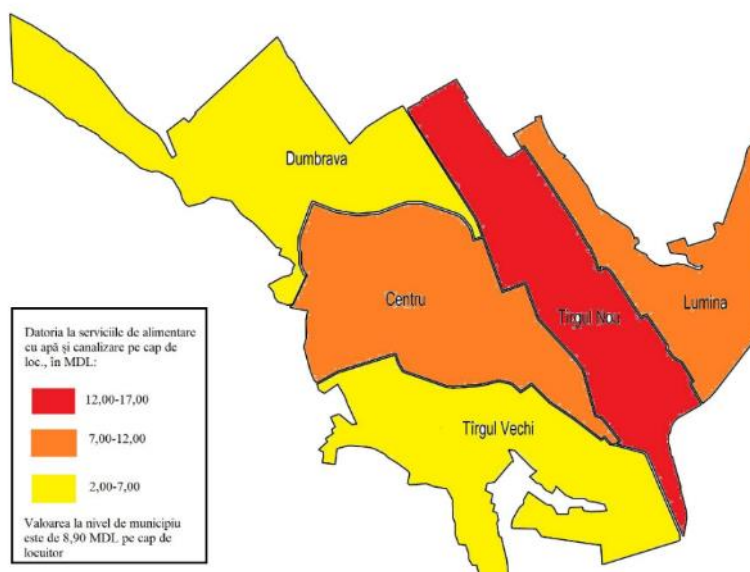 Dumbrava
Centru
Tîrgul Nou
Lumina
Tîrgul Vechi
Datoria la serviciile de alimentare
cu apă și canalizare pe cap de
loc., în MDL:
12,00-17,00
7,00-12,00
2,00-7,00
Valoarea la nivel de municipiu
este de 8,90 MDL pe cap de
locuitor